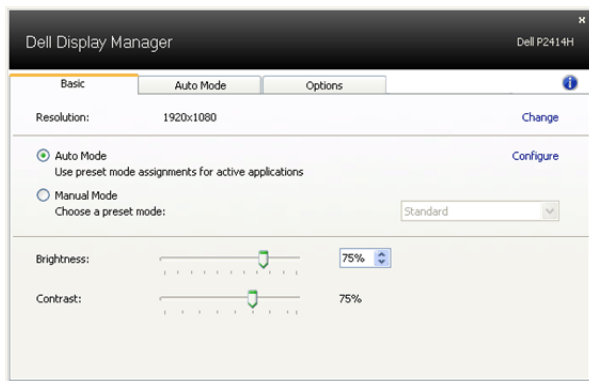 Dell Display Manager
Dell P2414H
Basic
Auto Mode
Options
Resolution:
1920x1080
Change
Auto Mode
Configure
Use preset mode assignments for active applications
Manual Mode
Choose a preset mode:
Standard
Brightness:
75%
Contrast:
75%